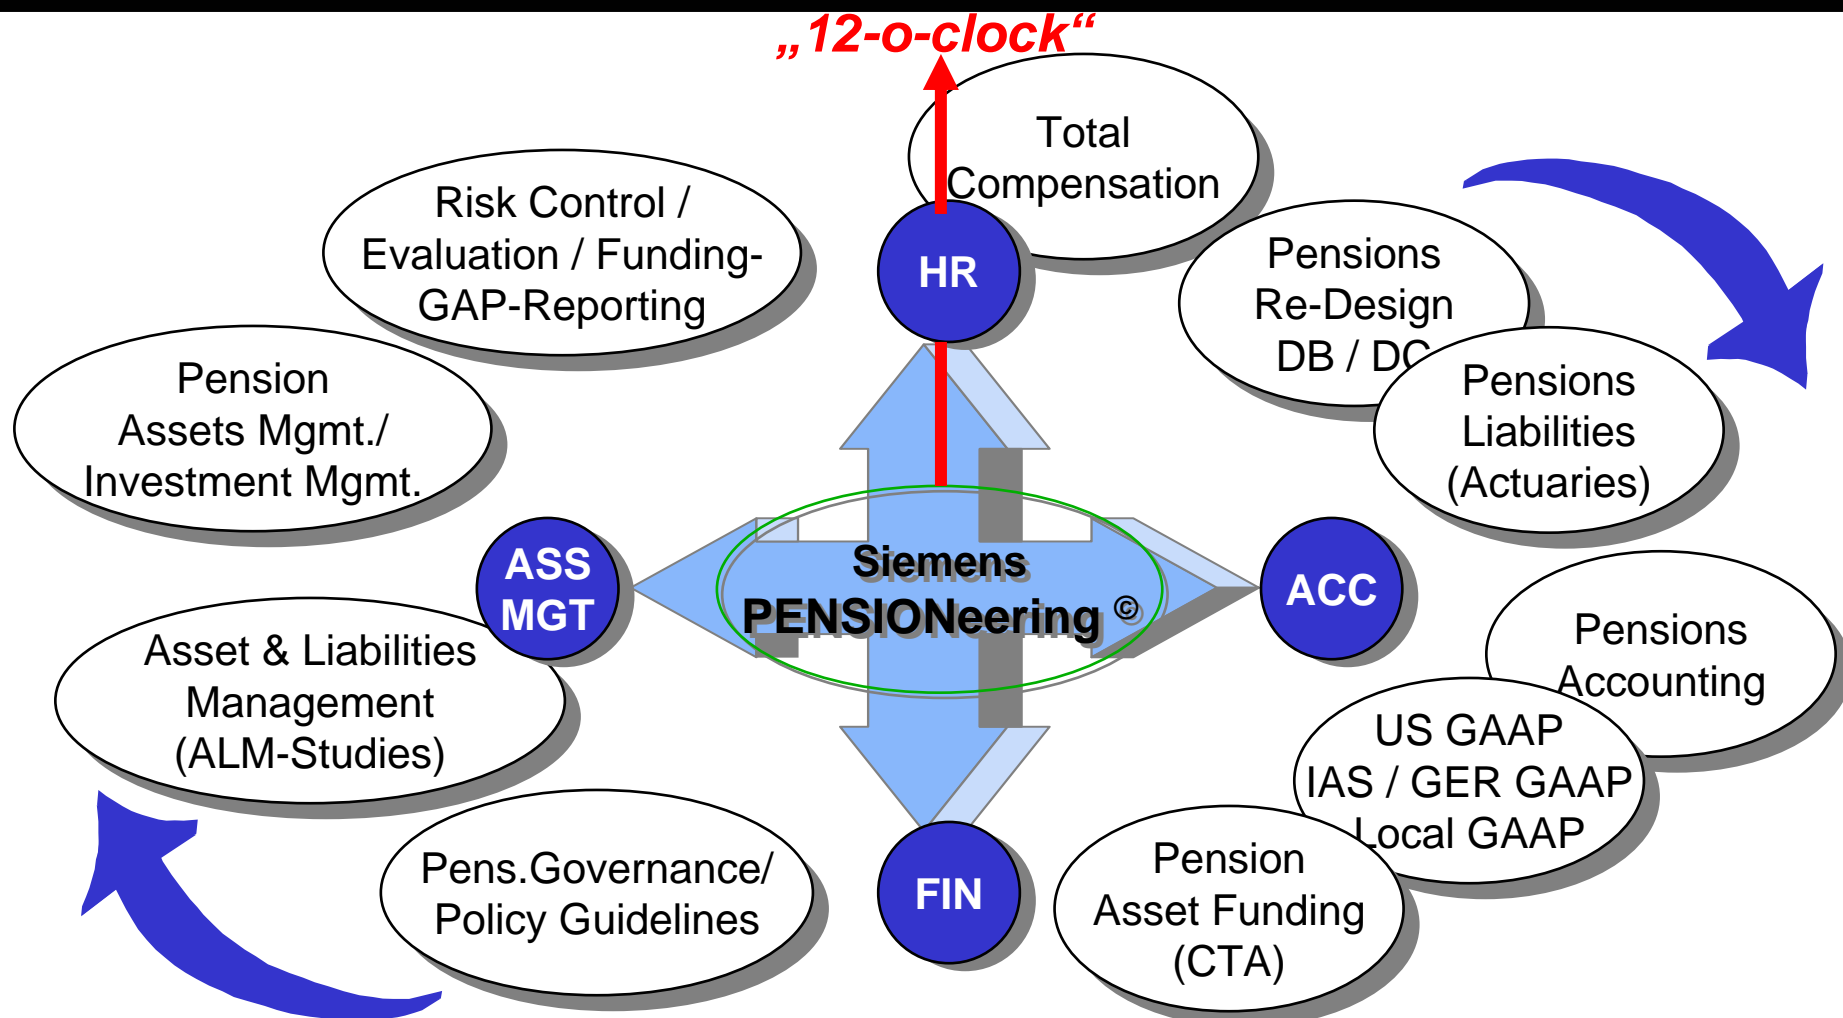 „12-o-clock“
Total
Compensation
Risk Control /
Evaluation / Funding-
GAP-Reporting
HR
Pensions
Re-Design
DB / DC
Pension
Assets Mgmt./
Investment Mgmt.
Pensions
Liabilities
(Actuaries)
ASS
MGT
Siemens
PENSIONeering ©
ACC
Asset & Liabilities
Management
(ALM-Studies)
Pensions
Accounting
US GAAP
IAS / GER GAAP
Local GAAP
Pens.Governance/
Policy Guidelines
FIN
Pension
Asset Funding
(CTA)